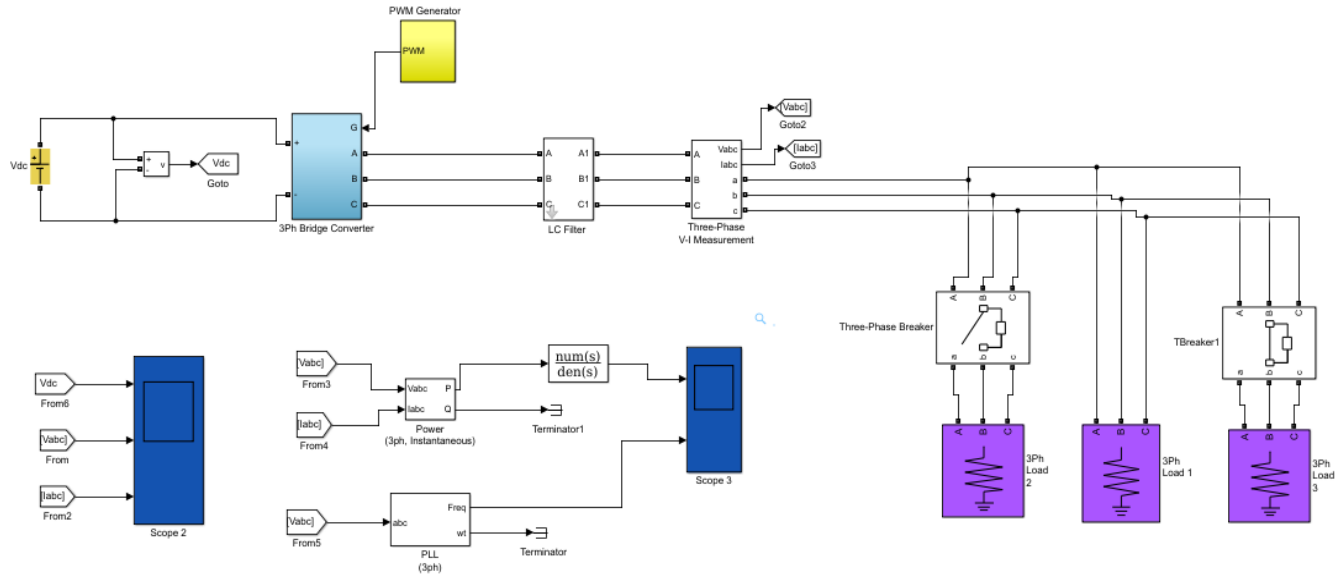 PWM Generator
PWM
Vdc
+
-
v
Vdc
Goto
G
+
-
A
B
C
3Ph Bridge Converter
A
B
C
A1
B1
C1
LC Filter
A
B
C
Vabc
Iabc
a
b
c
Three-Phase
V-I Measurement
[Vabc]
Goto2
[Iabc]
Goto3
A
B
C
a
b
c
Three-Phase Breaker
A
B
C
a
b
c
TBreaker1
A
B
C
3Ph
Load
2
A
B
C
3Ph
Load 1
A
B
C
3Ph
Load
3
Vdc
From6
[Vabc]
From
[Iabc]
From2
Scope 2
[Vabc]
From3
[Iabc]
From4
Vabc
Iabc
P
Q
Power
(3ph, Instantaneous)
num(s)
den(s)
Terminator1
Scope 3
[Vabc]
From5
abc
Freq
wt
PLL
(3ph)
Terminator